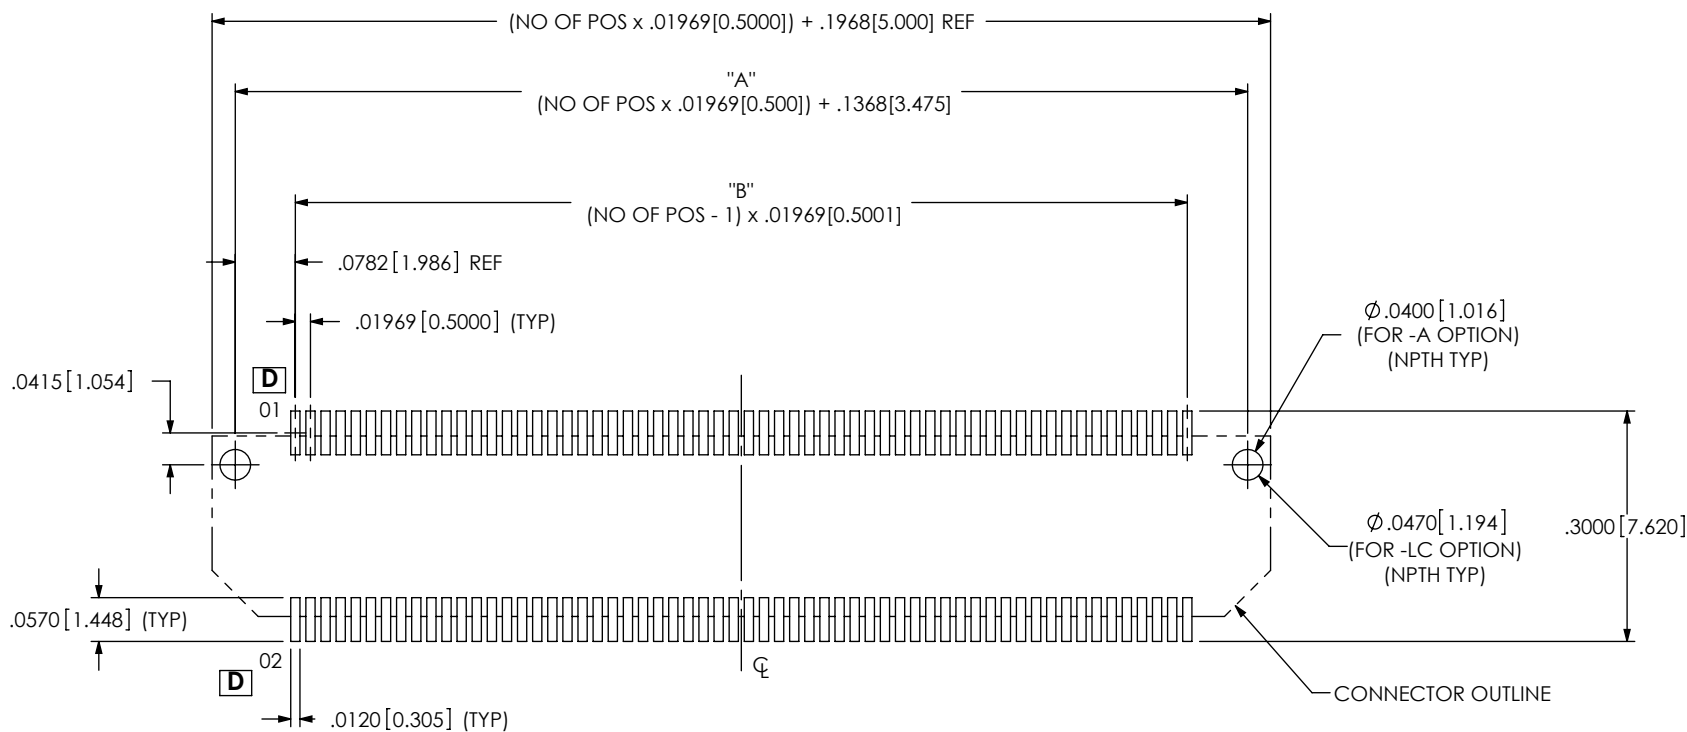 (NO OF POS x .01969[0.5000]) + .1968[5.000] REF
"A"
(NO OF POS x .01969[0.500]) + .1368[3.475]
"B"
(NO OF POS - 1) x .01969[0.5001]
.0782[1.986] REF
.01969[0.5000] (TYP)
Ø.0400[1.016]
(FOR -A OPTION)
(NPTH TYP)
.0415[1.054]
D
01
Ø.0470[1.194]
(FOR -LC OPTION)
(NPTH TYP)
.3000[7.620]
.0570[1.448] (TYP)
02
D
℄
CONNECTOR OUTLINE
.0120[0.305] (TYP)